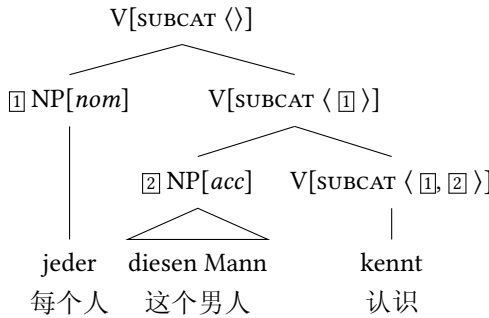 V[SUBCAT ⟨⟩]
1 NP[nom] V[SUBCAT ⟨ 1 ⟩]
2 NP[acc] V[SUBCAT ⟨ 1, 2 ⟩]
jeder diesen Mann kennt
每个人 这个男人 认识